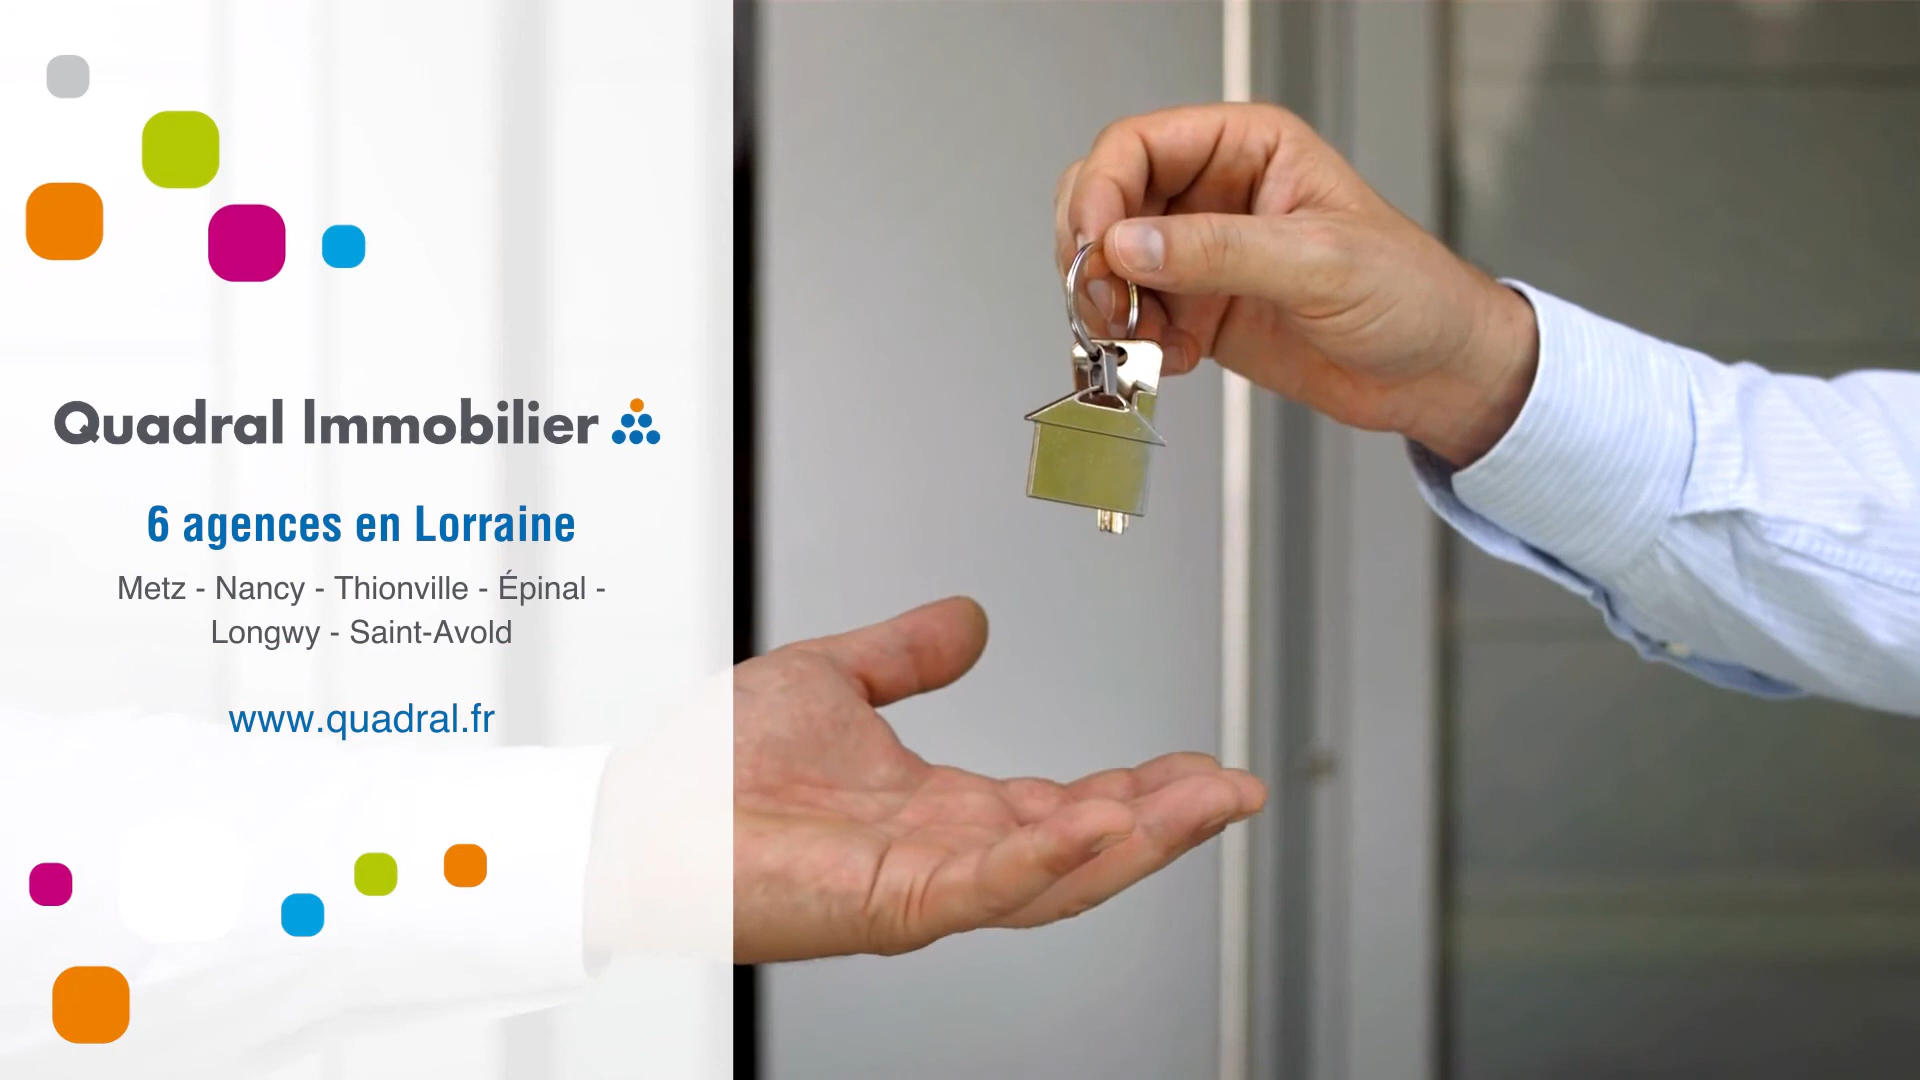 Quadral Immobilier
6 agences en Lorraine
Metz - Nancy - Thionville - Épinal -
Longwy - Saint-Avold
www.quadral.fr